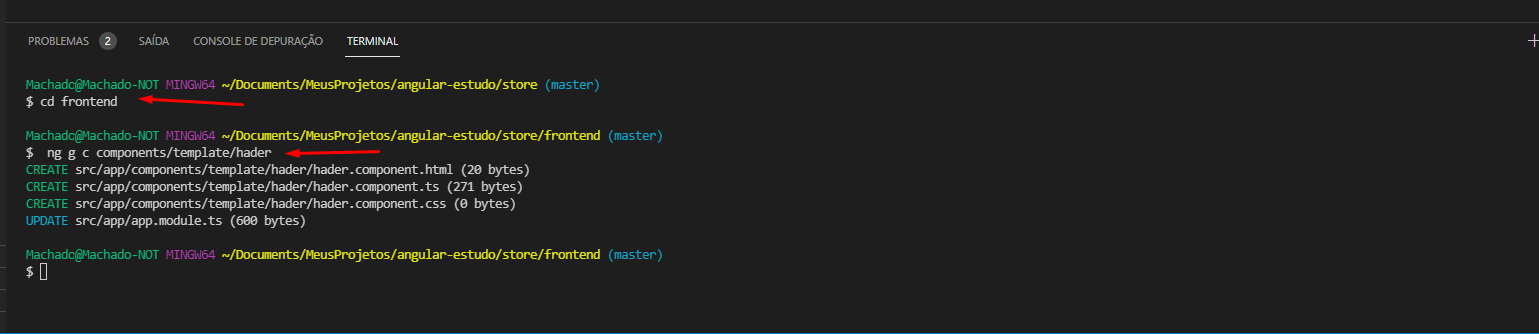 PROBLEMAS 2 SAÍDA CONSOLE DE DEPURAÇÃO TERMINAL
Machado@Machado-NOT MINGW64 ~/Documents/MeusProjetos/angular-estudo/store (master)
$ cd frontend
Machado@Machado-NOT MINGW64 ~/Documents/MeusProjetos/angular-estudo/store/frontend (master)
$  ng g c components/template/hader
CREATE src/app/components/template/hader/hader.component.html (20 bytes)
CREATE src/app/components/template/hader/hader.component.ts (271 bytes)
CREATE src/app/components/template/hader/hader.component.css (0 bytes)
UPDATE src/app/app.module.ts (600 bytes)
Machado@Machado-NOT MINGW64 ~/Documents/MeusProjetos/angular-estudo/store/frontend (master)
$